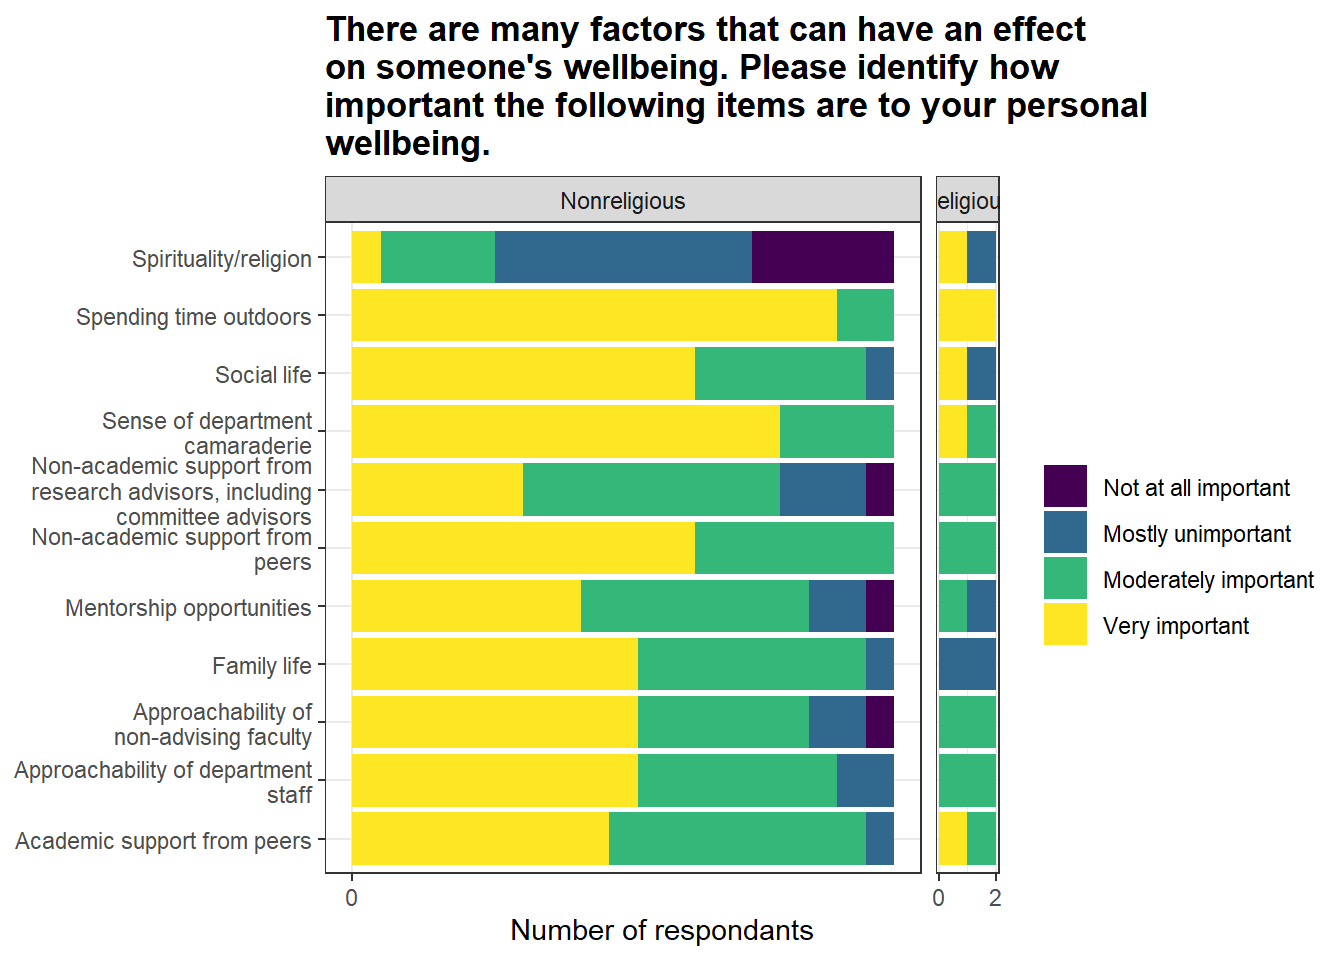 There are many factors that can have an effect
on someone's wellbeing. Please identify how
important the following items are to your personal
wellbeing.
Nonreligious
eligiou
Spirituality/religion
Spending time outdoors
Social life
Sense of department
camaraderie
Non-academic support from
research advisors, including
committee advisors
Non-academic support from
peers
Mentorship opportunities
Family life
Approachability of
non-advising faculty
Approachability of department
staff
Academic support from peers
0
0
2
Number of respondants
Not at all important
Mostly unimportant
Moderately important
Very important